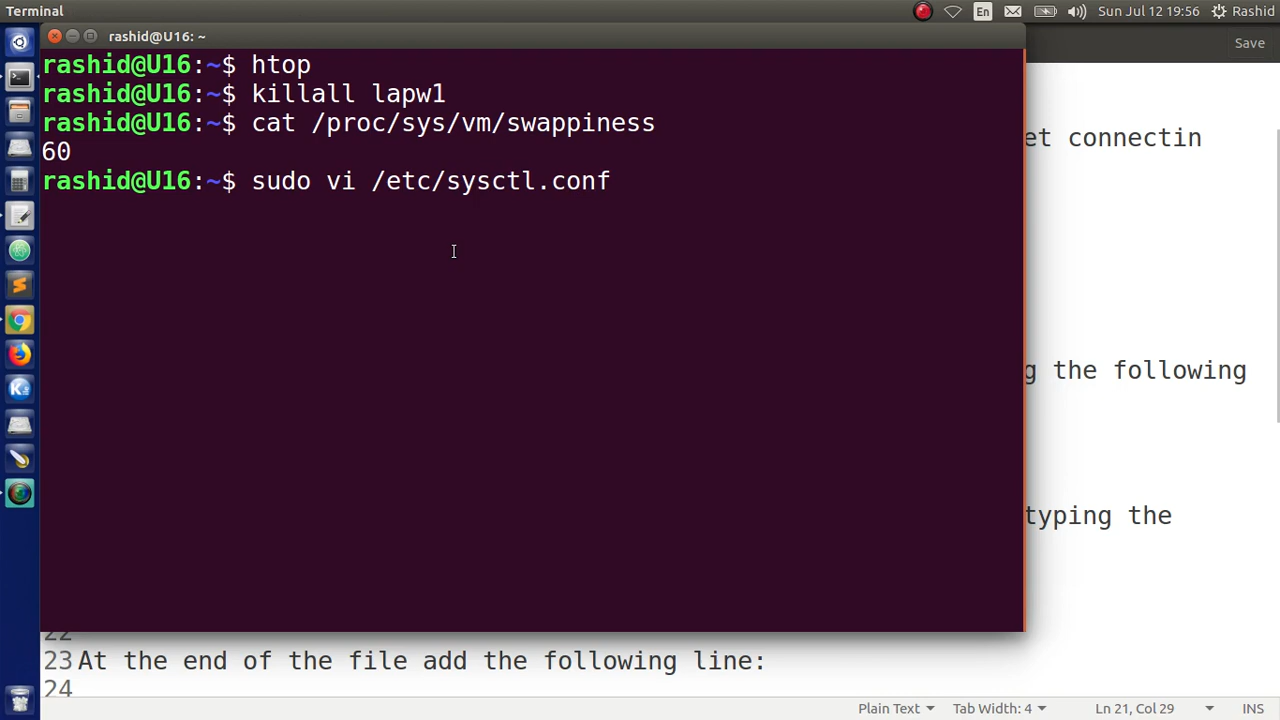 Terminal
En
Sun Jul 12 19:56
Rashid
rashid@U16: ~
Save
rashid@U16:~$ htop
rashid@U16:~$ killall lapw1
rashid@U16:~$ cat /proc/sys/vm/swappiness
60
rashid@U16:~$ sudo vi /etc/sysctl.conf
et connectin
g the following
typing the
22
23 At the end of the file add the following line:
24
Plain Text
Tab Width: 4
Ln 21, Col 29
INS